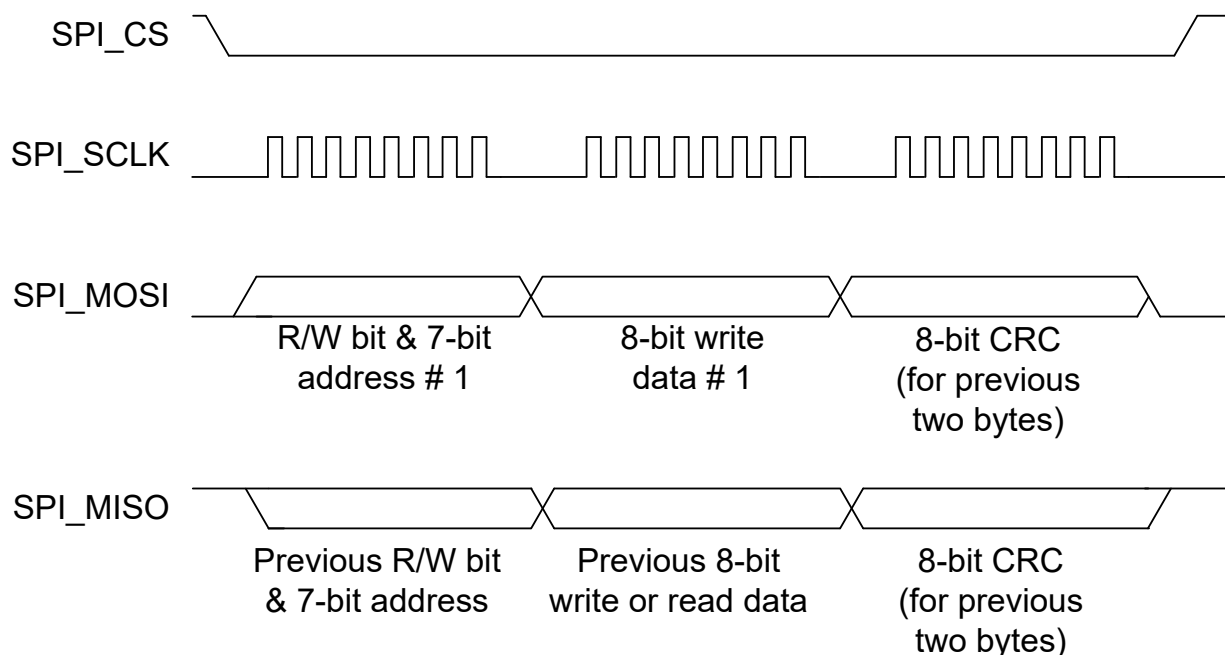 SPI_CS
SPI_SCLK
SPI_MOSI
R/W bit & 7-bit
address # 1
8-bit write
data # 1
8-bit CRC
(for previous
two bytes)
SPI_MISO
Previous R/W bit
& 7-bit address
Previous 8-bit
write or read data
8-bit CRC
(for previous
two bytes)